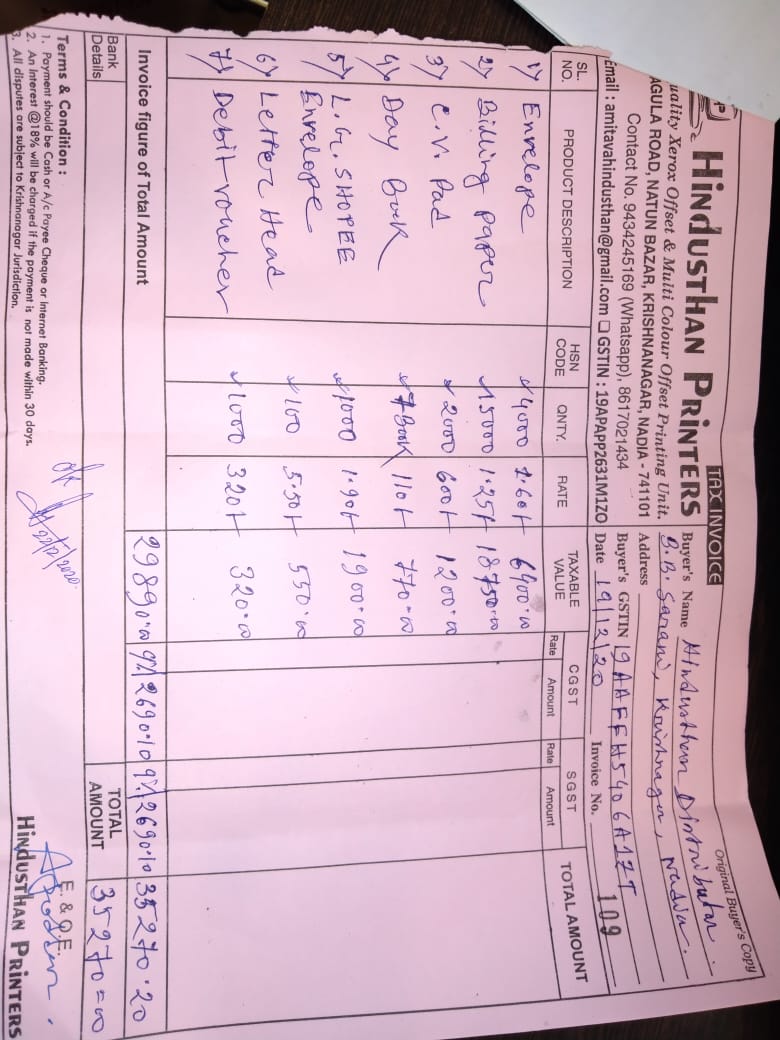 Original Buyer's Copy
TAX INVOICE
HINDUSTHAN PRINTERS
uality Xerox Offset & Multi Colour Offset Printing Unit.
AGULA ROAD, NATUN BAZAR, KRISHNANAGAR, NADIA - 741101
Contact No. 9434245169 (Whatsapp), 8617021434
Email : amitavahindusthan@gmail.com GSTIN : 19APAPP2631M1ZO
Buyer's Name Hindusthan Distributor.
Address D.B. Sarani, Krishnagar, Nadia.
Buyer's GSTIN 19AAFFH5406A1ZT
Date 19/12/20 Invoice No. 109
SL. NO. PRODUCT DESCRIPTION HSN CODE QNTY. RATE TAXABLE VALUE CGST Rate Amount SGST Rate Amount TOTAL AMOUNT
1) Envelope 4000 1.60 6400.00
2) Billing paper 15000 1.25 18750.00
3) C.V. Pad 2000 600 1200.00
4) Day Book 7 Book 110 770.00
5) L.G. SHOPEE Envelope 1000 1.90 1900.00
6) Letter Head 100 5.50 550.00
7) Debit voucher 1000 320 320.00
Invoice figure of Total Amount 29890.00 9% 2690.10 9% 2690.10 35270.20
Bank Details TOTAL AMOUNT 35270=00
Terms & Condition :
1. Payment should be Cash or A/c Payee Cheque or Internet Banking.
2. An Interest @18% will be charged if the payment is not made within 30 days.
3. All disputes are subject to Krishnanagar Jurisdiction.
E. & O.E.
HINDUSTHAN PRINTERS